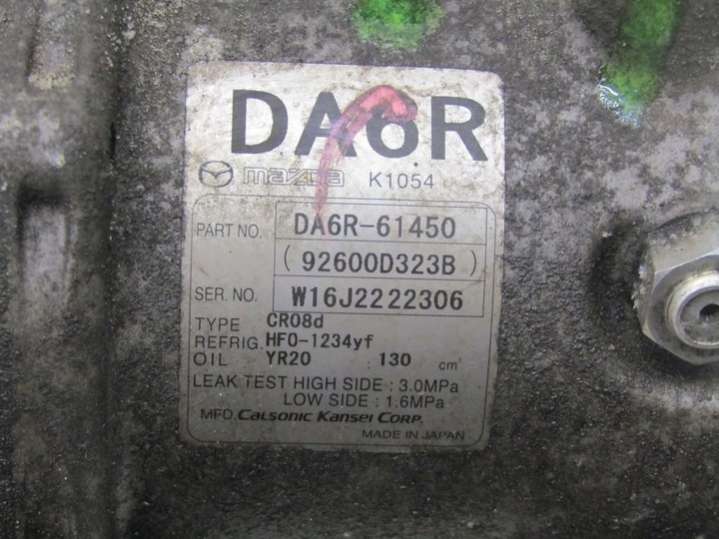 DA6R
mazda K1054
PART NO. DA6R-61450
(92600D323B)
SER. NO. W16J2222306
TYPE CR08d
REFRIG. HFO-1234yf
OIL YR20 : 130 cm³
LEAK TEST HIGH SIDE : 3.0MPa
LOW SIDE : 1.6MPa
MFD. CALSONIC KANSEI CORP.
MADE IN JAPAN